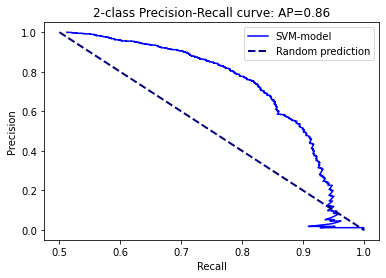 2-class Precision-Recall curve: AP=0.86
SVM-model
Random prediction
Precision
1.0
0.8
0.6
0.4
0.2
0.0
0.5 0.6 0.7 0.8 0.9 1.0
Recall